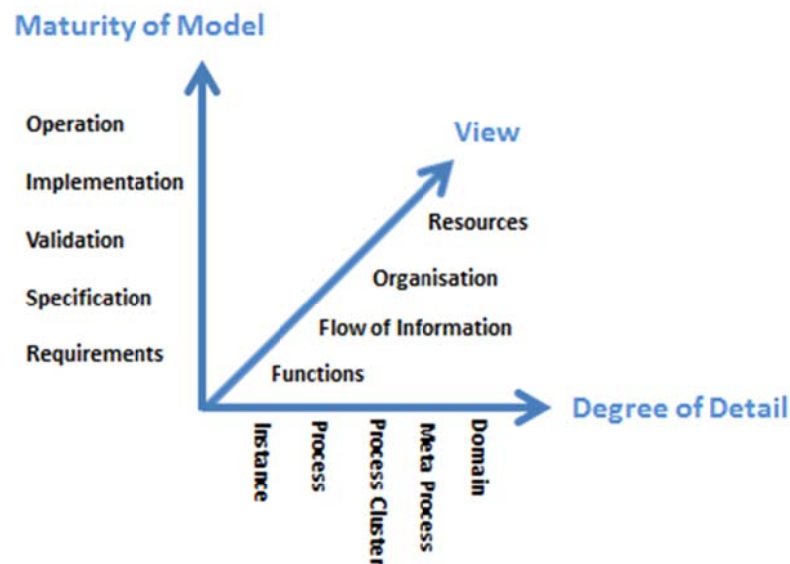 Maturity of Model
Operation
Implementation
Validation
Specification
Requirements
View
Resources
Organisation
Flow of Information
Functions
Degree of Detail
Instance
Process
Process Cluster
Meta Process
Domain